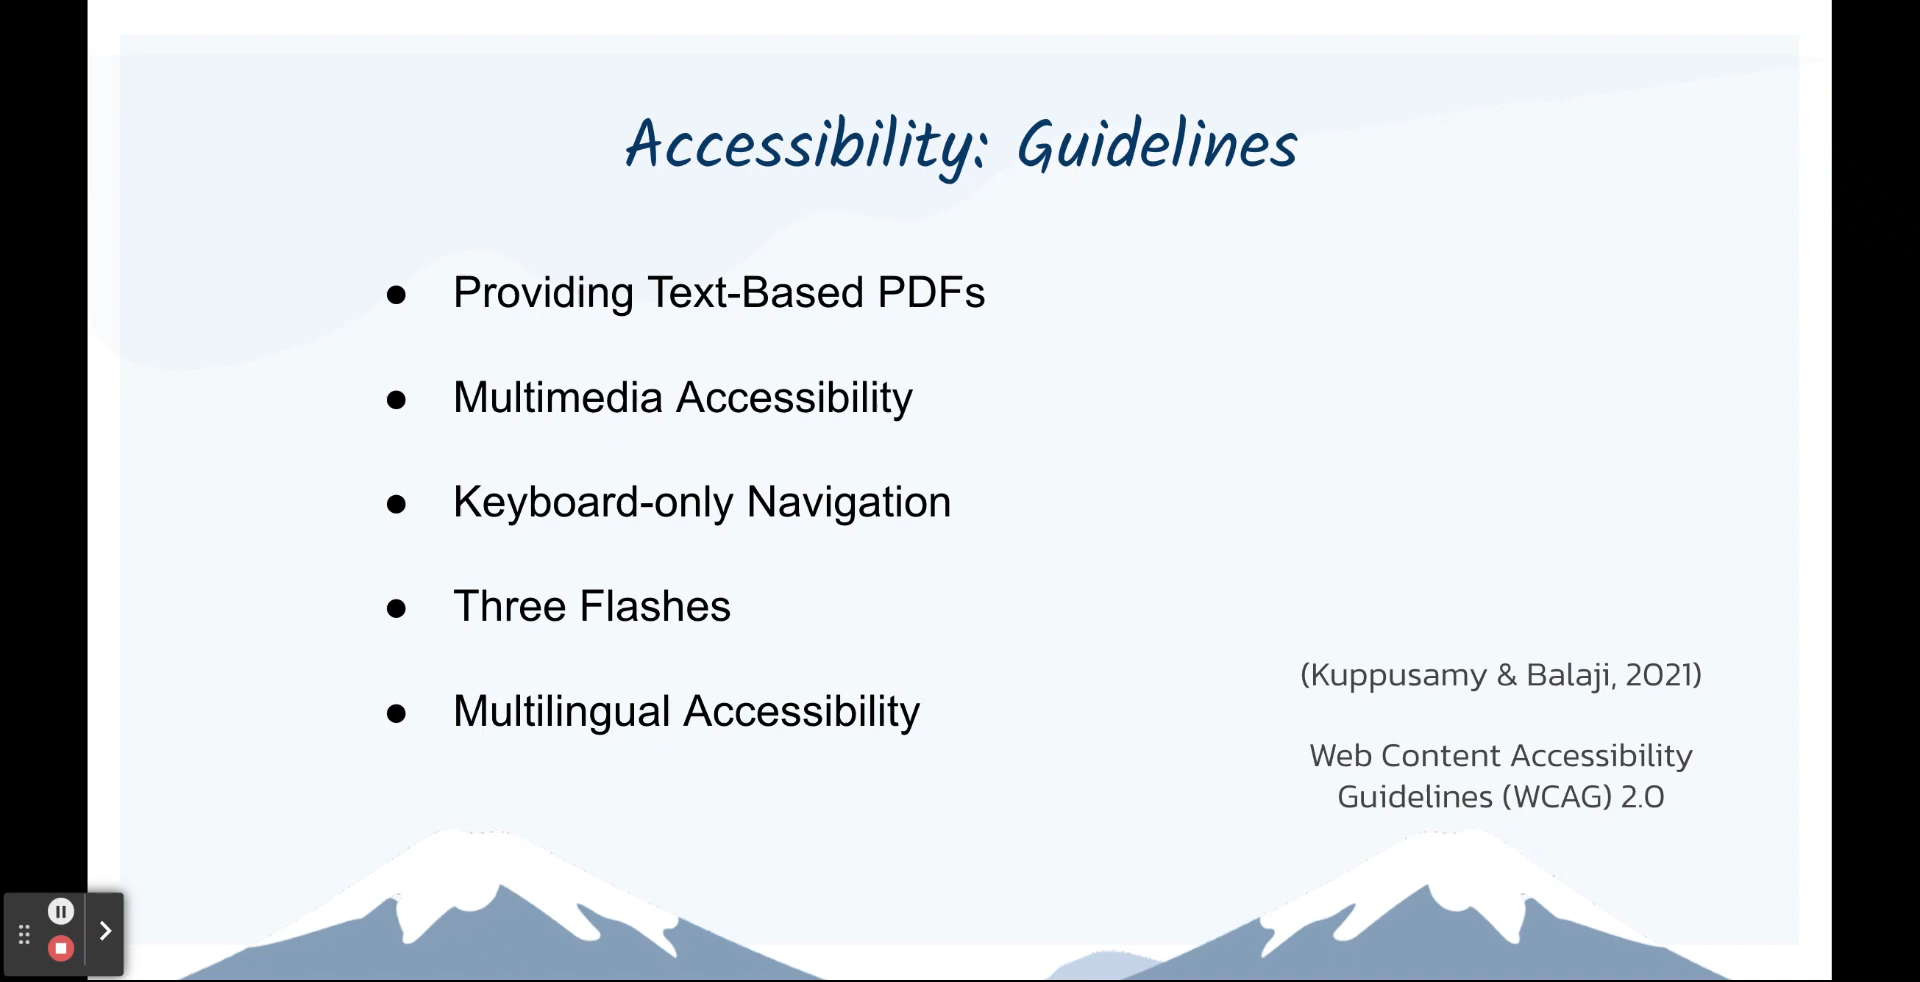 Accessibility: Guidelines
● Providing Text-Based PDFs
● Multimedia Accessibility
● Keyboard-only Navigation
● Three Flashes
● Multilingual Accessibility
(Kuppusamy & Balaji, 2021)
Web Content Accessibility
Guidelines (WCAG) 2.0